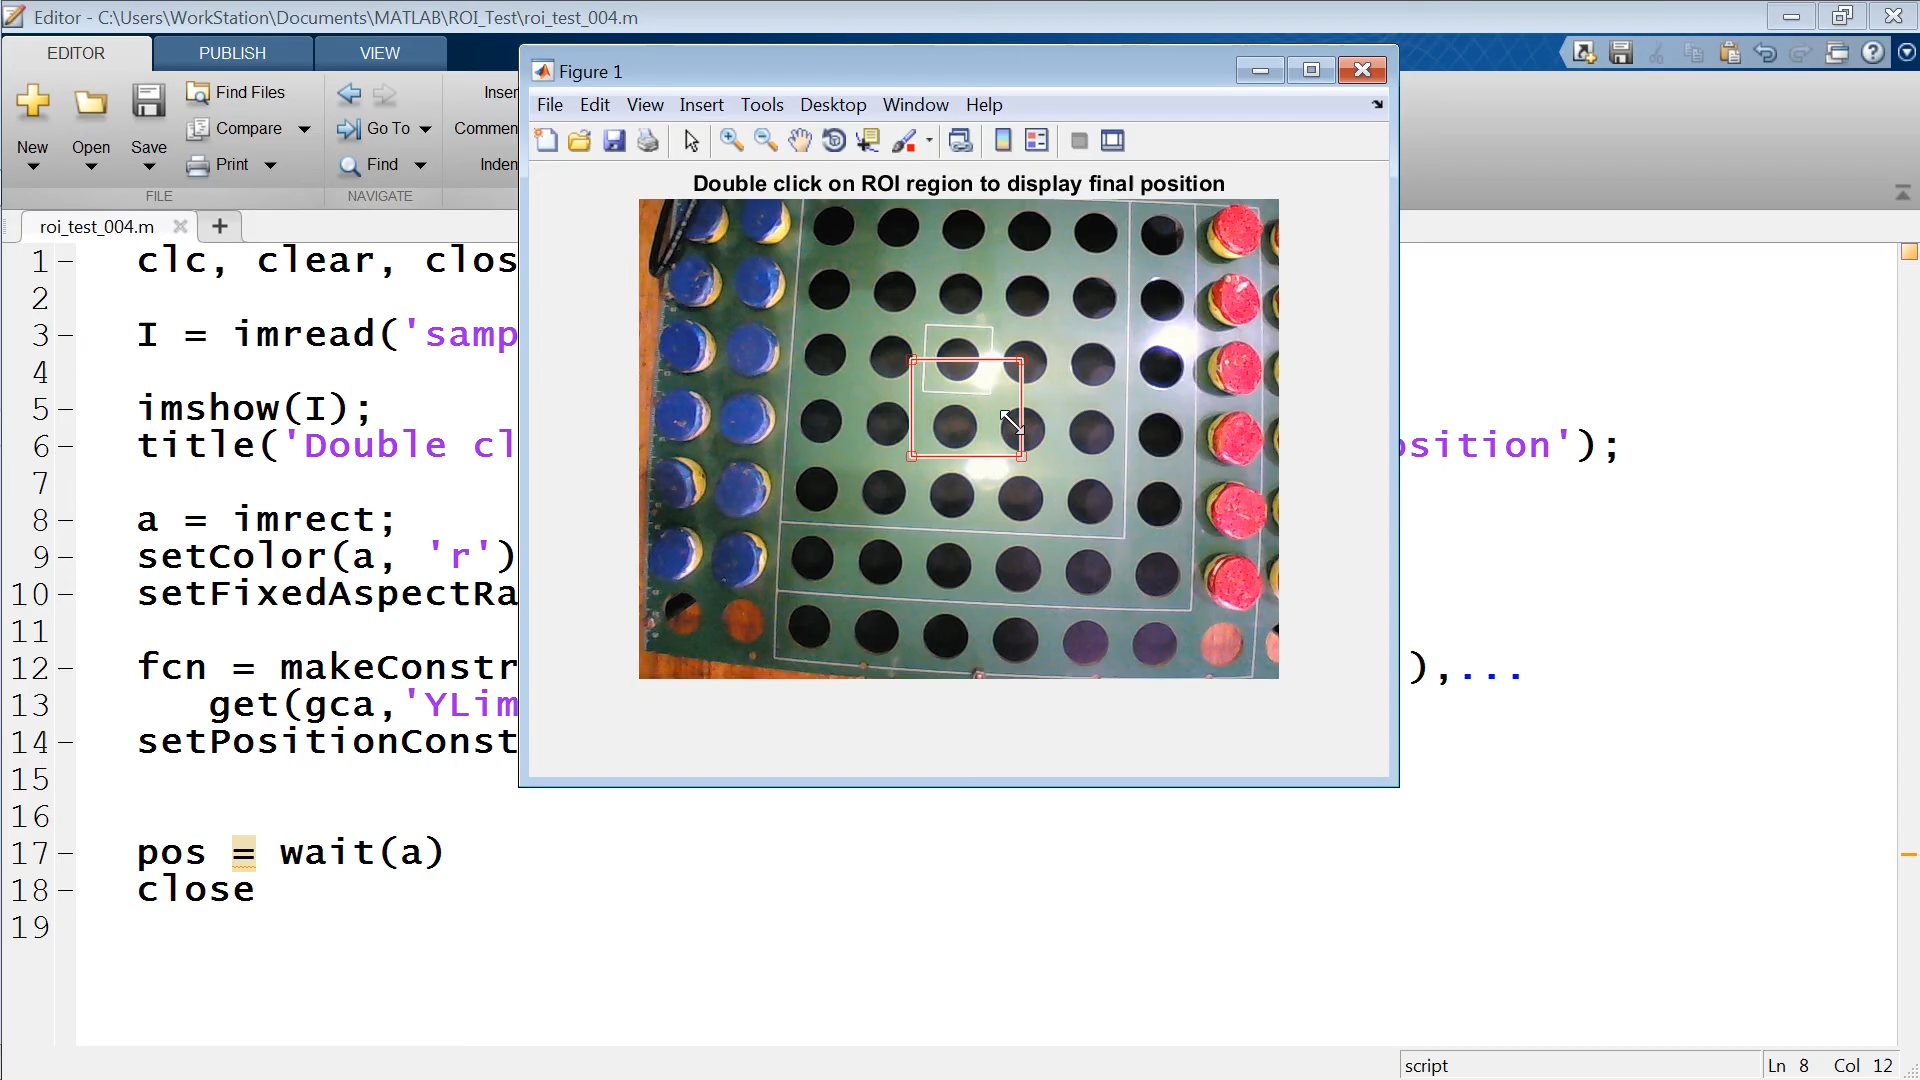 Editor - C:\Users\WorkStation\Documents\MATLAB\ROI_Test\roi_test_004.m
EDITOR PUBLISH VIEW
New Open Save Find Files Compare Print
FILE
Go To Find
NAVIGATE
Inser
Commen
Inden
roi_test_004.m
Figure 1
File Edit View Insert Tools Desktop Window Help
Double click on ROI region to display final position
1 clc, clear, clos
2
3 I = imread('samp
4
5 imshow(I);
6 title('Double cl osition');
7
8 a = imrect;
9 setColor(a, 'r')
10 setFixedAspectRa
11
12 fcn = makeConstr ),...
13 get(gca,'YLim
14 setPositionConst
15
16
17 pos = wait(a)
18 close
19
script Ln 8 Col 12